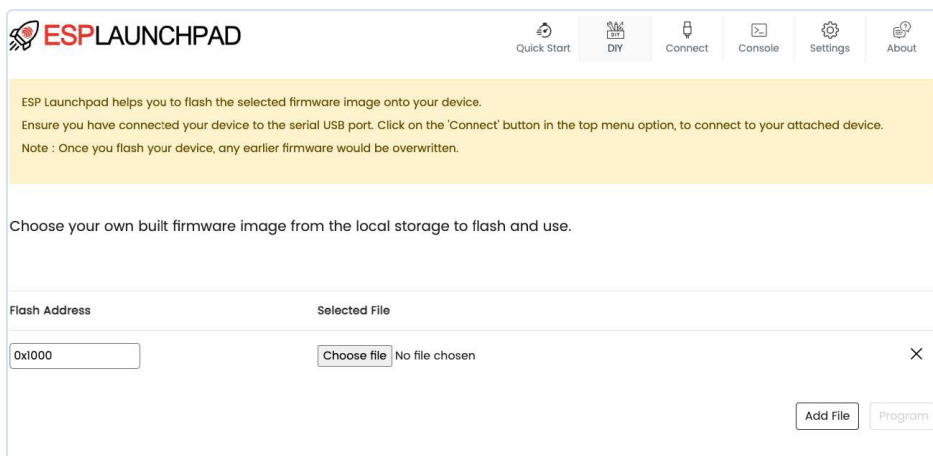 ESPLAUNCHPAD
Quick Start
DIY
DIY
Connect
Console
Settings
About
ESP Launchpad helps you to flash the selected firmware image onto your device.
Ensure you have connected your device to the serial USB port. Click on the 'Connect' button in the top menu option, to connect to your attached device.
Note : Once you flash your device, any earlier firmware would be overwritten.
Choose your own built firmware image from the local storage to flash and use.
Flash Address Selected File
0x1000 Choose file No file chosen
Add File Program